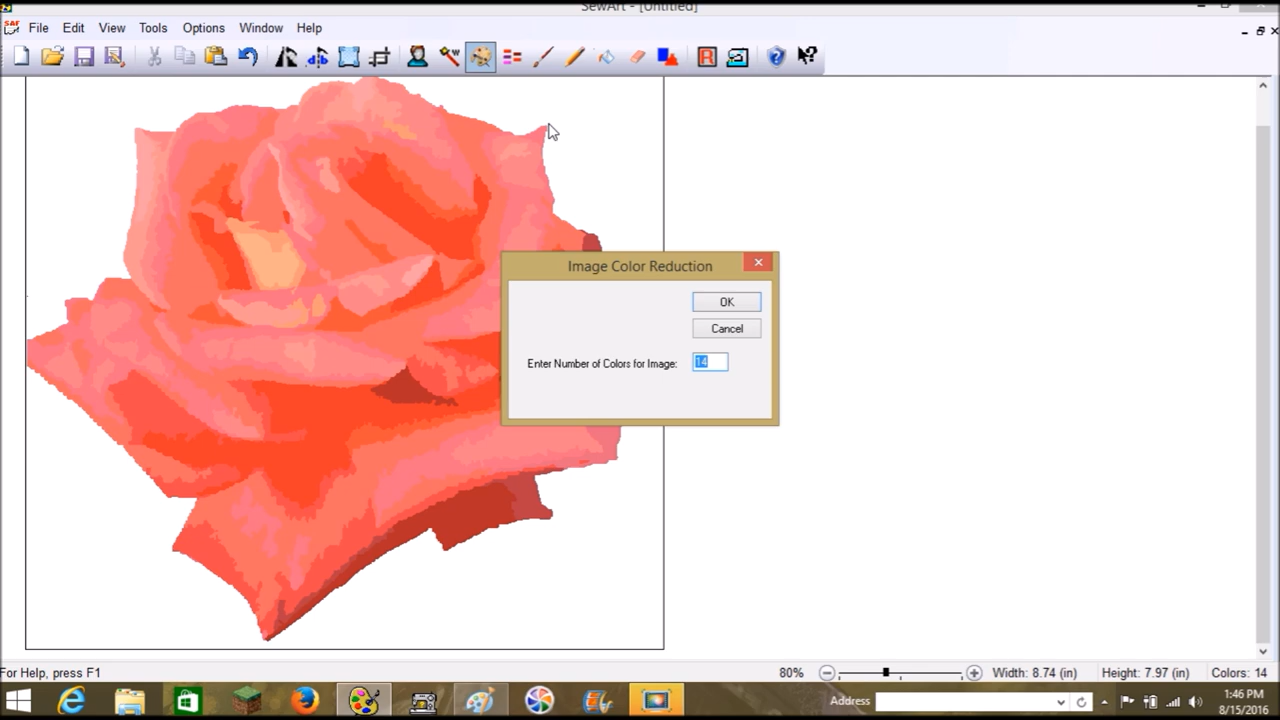 SewArt - [Untitled]
SAF File Edit View Tools Options Window Help
R
Image Color Reduction
OK
Cancel
Enter Number of Colors for Image: 14
For Help, press F1
80%
Width: 8.74 (in)
Height: 7.97 (in)
Colors: 14
Address
1:46 PM
8/15/2016